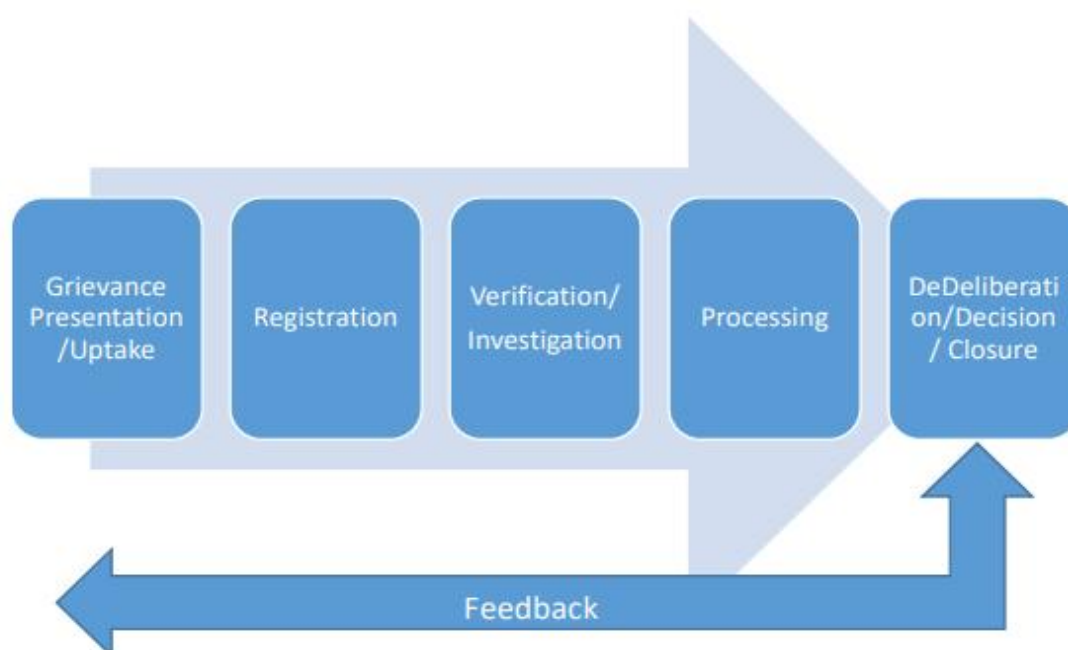 Grievance
Presentation
/Uptake
Registration
Verification/
Investigation
Processing
DeDeliberati
on/Decision
/ Closure
Feedback